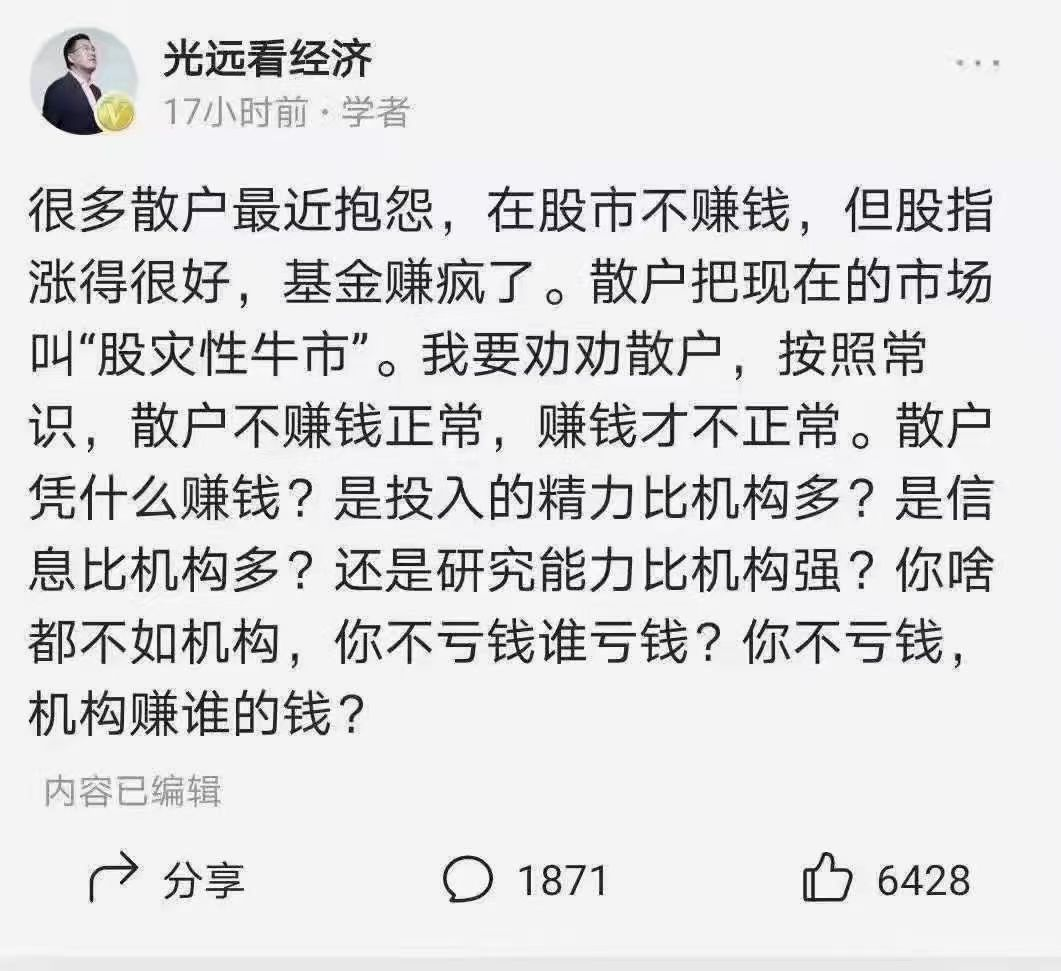 光远看经济
17小时前·学者
很多散户最近抱怨，在股市不赚钱，但股指
涨得很好，基金赚疯了。散户把现在的市场
叫“股灾性牛市”。我要劝劝散户，按照常
识，散户不赚钱正常，赚钱才不正常。散户
凭什么赚钱？是投入的精力比机构多？是信
息比机构多？还是研究能力比机构强？你啥
都不如机构，你不亏钱谁亏钱？你不亏钱，
机构赚谁的钱？
内容已编辑
分享 1871 6428